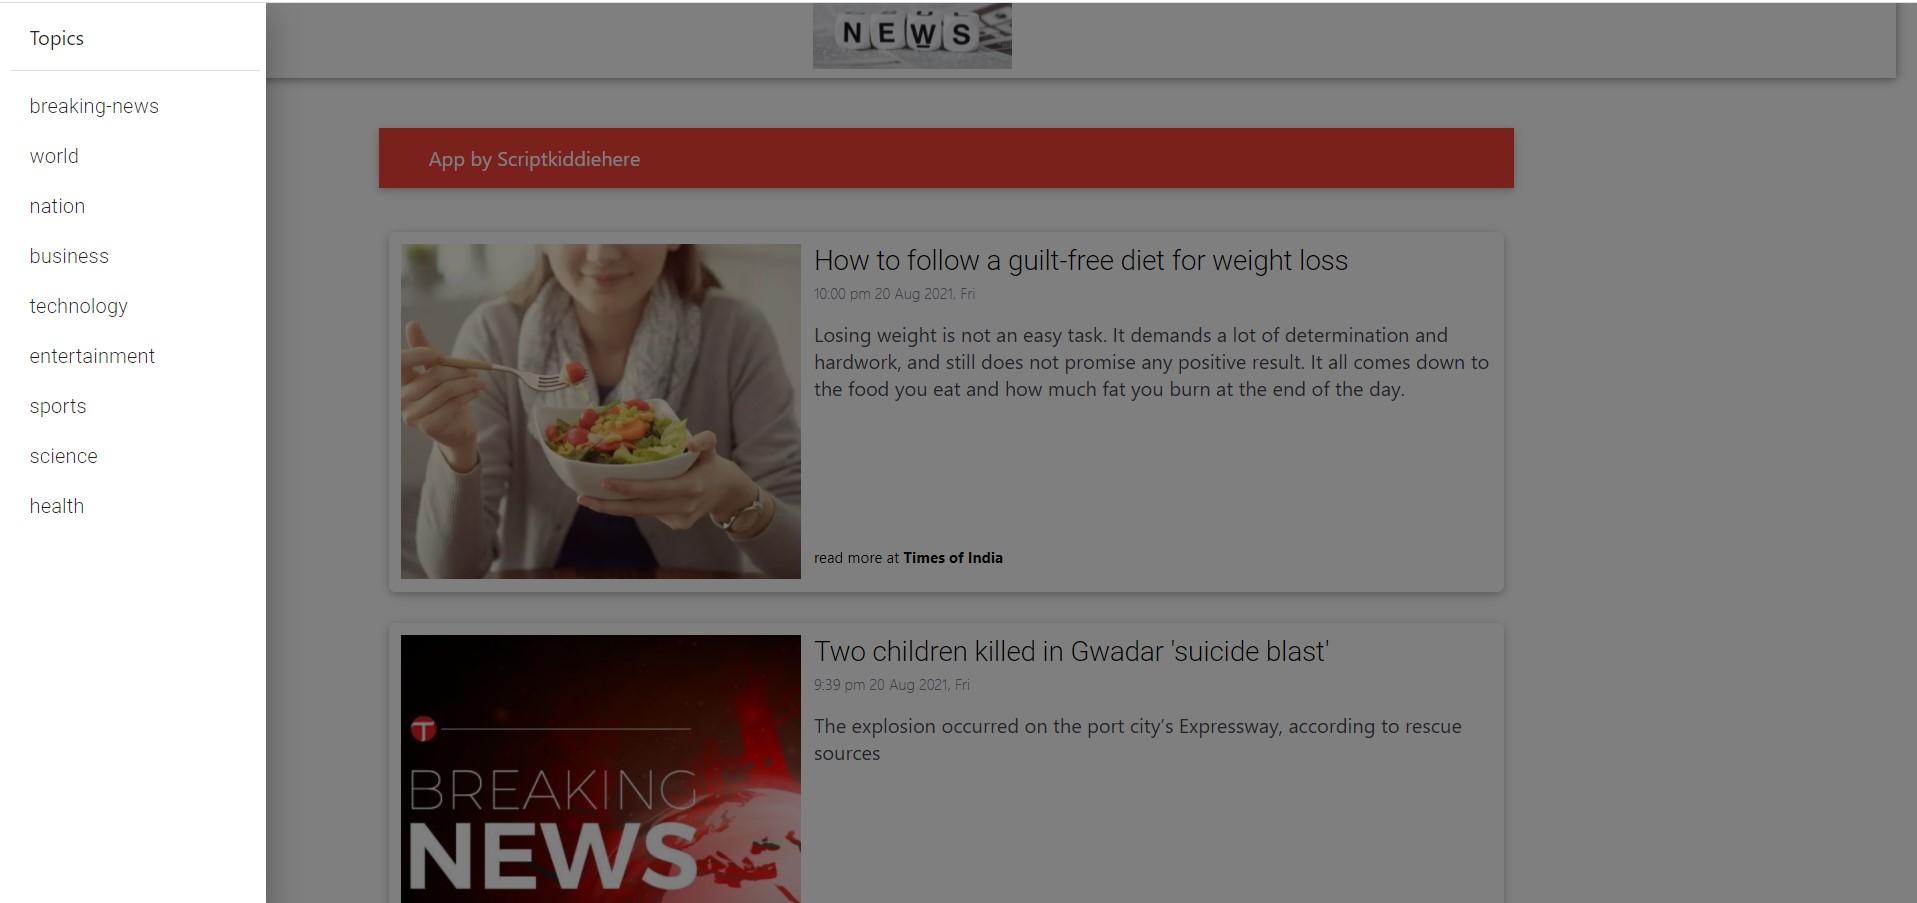 Topics
breaking-news
world
nation
business
technology
entertainment
sports
science
health
NEWS
App by Scriptkiddiehere
How to follow a guilt-free diet for weight loss
10:00 pm 20 Aug 2021, Fri
Losing weight is not an easy task. It demands a lot of determination and
hardwork, and still does not promise any positive result. It all comes down to
the food you eat and how much fat you burn at the end of the day.
read more at Times of India
Two children killed in Gwadar 'suicide blast'
9:39 pm 20 Aug 2021, Fri
The explosion occurred on the port city’s Expressway, according to rescue
sources
T
BREAKING
NEWS